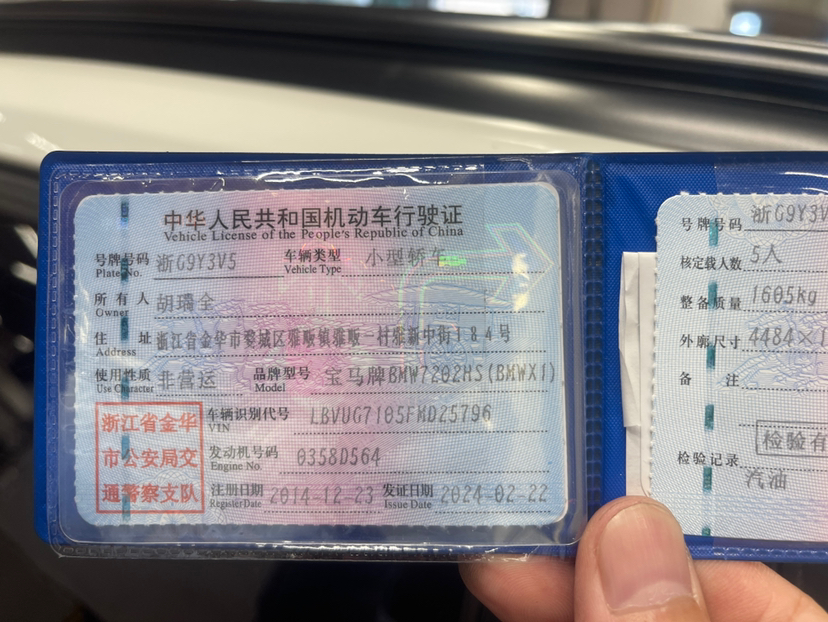 中华人民共和国机动车行驶证
Vehicle License of the People's Republic of China
号牌号码 浙G9Y3V5 车辆类型 小型轿车
Plate No. Vehicle Type
所有人 胡瑞全
Owner
住址 浙江省金华市婺城区雅畈镇雅畈一村雅新中街184号
Address
使用性质 非营运 品牌型号 宝马牌BMW7202HS(BMWX1)
Use Character Model
浙江省金华
市公安局交
通警察支队
车辆识别代号 LBVUG7105FMD25796
VIN
发动机号码 0358D564
Engine No.
注册日期 2014-12-23 发证日期 2024-02-22
Register Date Issue Date
号牌号码 浙G9Y3V
核定载人数 5人
整备质量 1605kg
外廓尺寸 4484×1
备注
检验有
检验记录
汽油